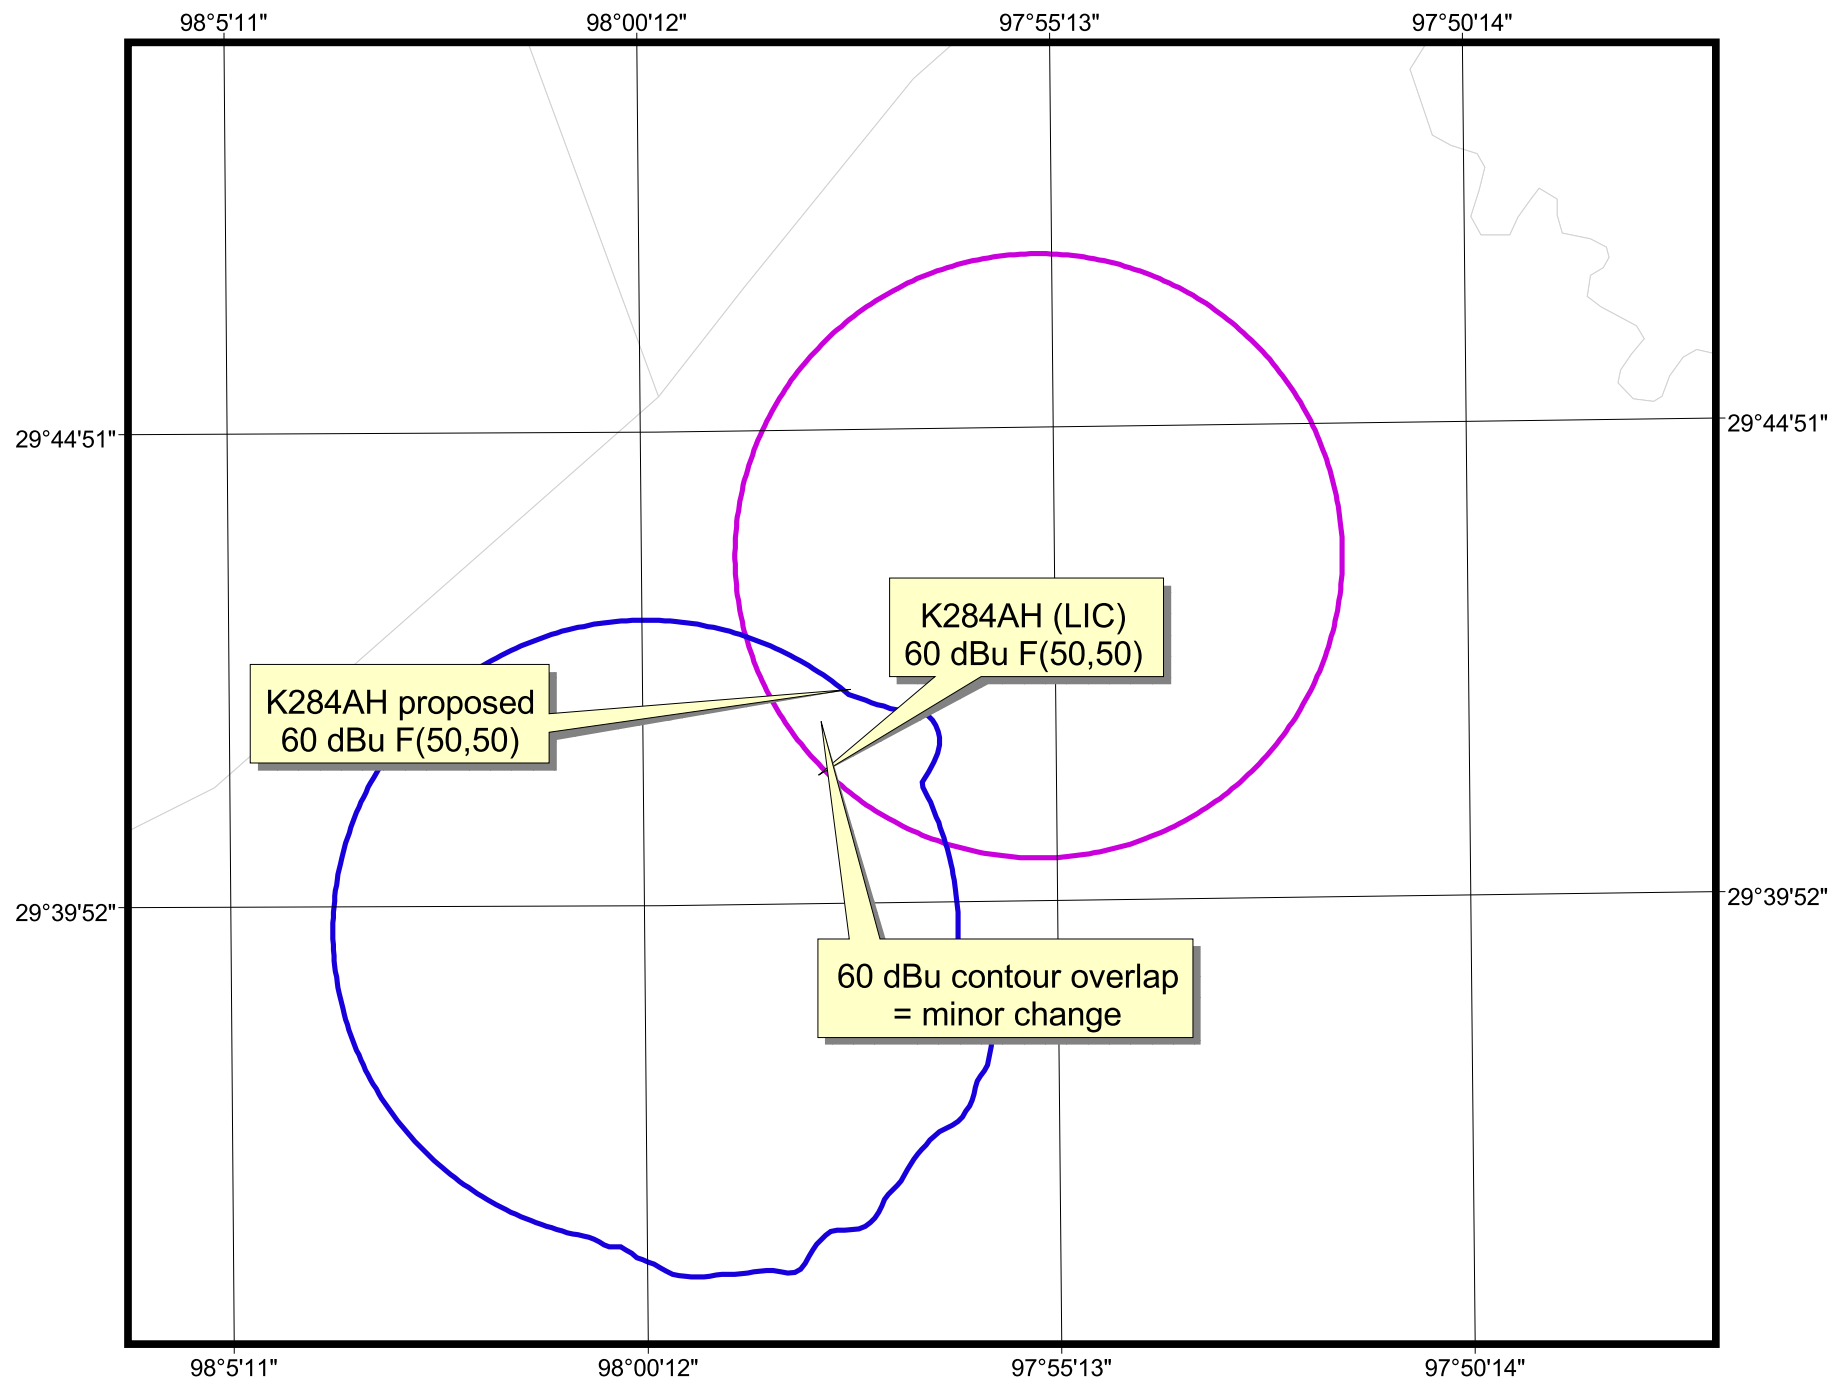 98°5'11"
98°00'12"
97°55'13"
97°50'14"
29°44'51"
29°44'51"
K284AH (LIC)
60 dBu F(50,50)
K284AH proposed
60 dBu F(50,50)
29°39'52"
29°39'52"
60 dBu contour overlap
= minor change
98°5'11"
98°00'12"
97°55'13"
97°50'14"